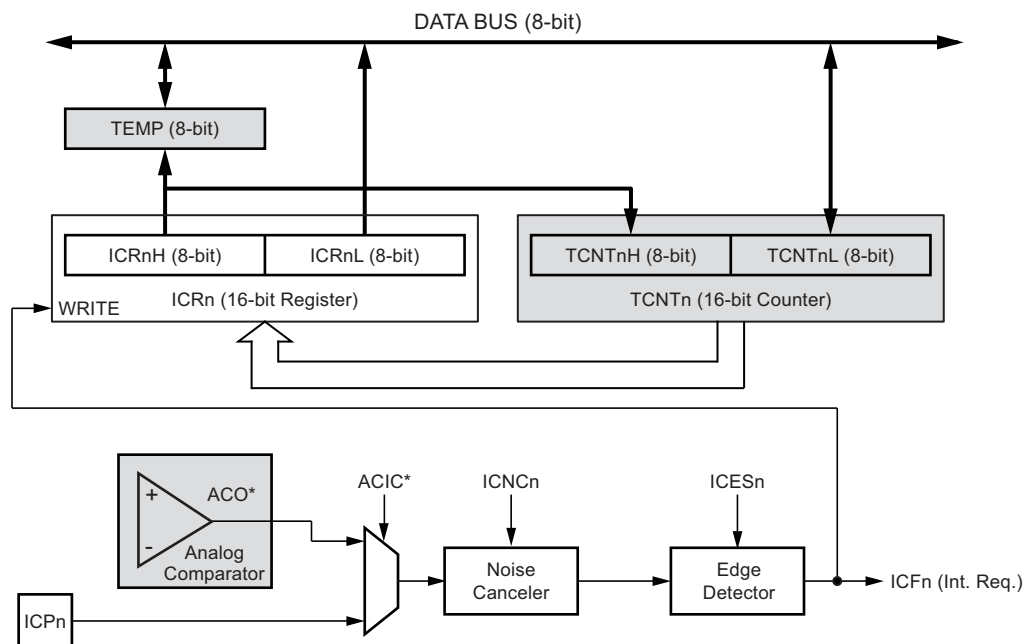 DATA BUS (8-bit)
TEMP (8-bit)
ICRnH (8-bit)
ICRnL (8-bit)
TCNTnH (8-bit)
TCNTnL (8-bit)
WRITE
ICRn (16-bit Register)
TCNTn (16-bit Counter)
+
-
ACO*
Analog
Comparator
ACIC*
ICNCn
ICESn
Noise
Canceler
Edge
Detector
ICFn (Int. Req.)
ICPn